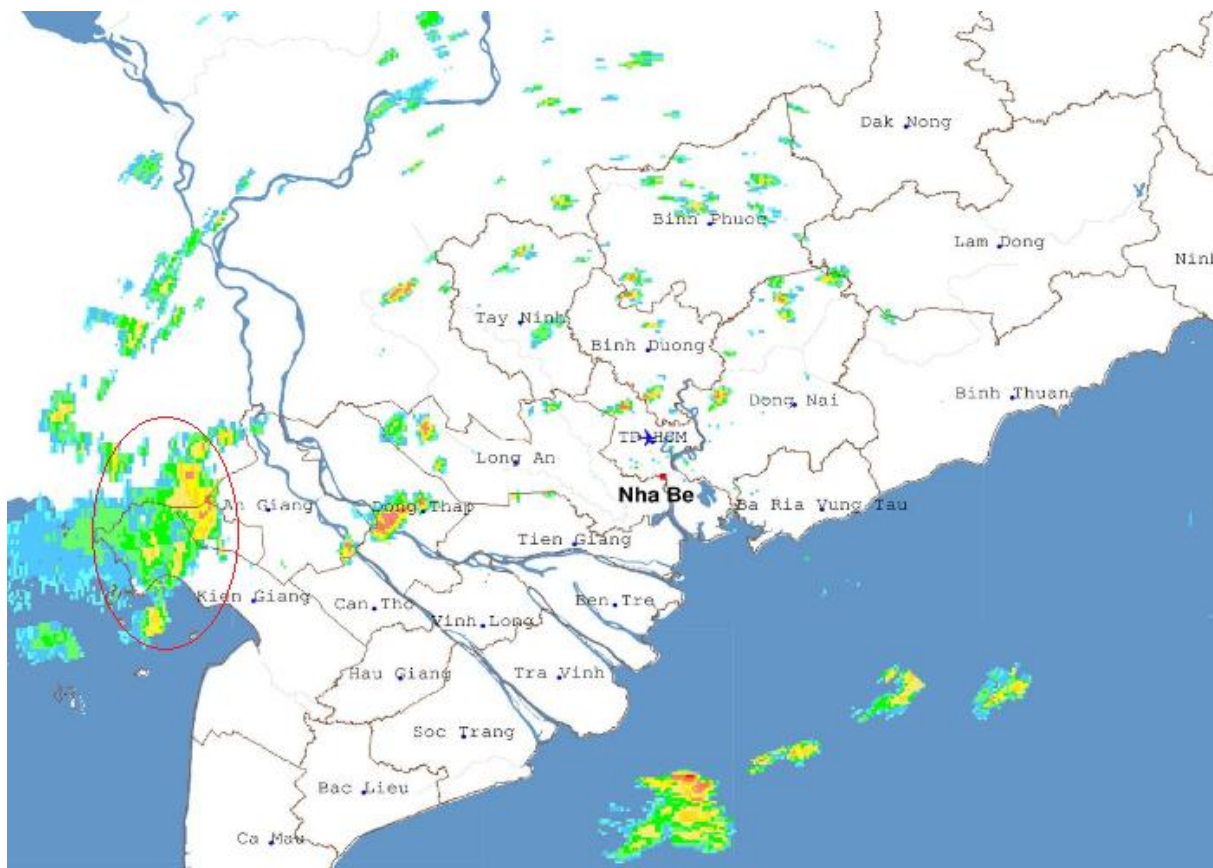 Dak Nong
Binh Phuoc
Lam Dong
Ninh
Tay Ninh
Binh Duong
Binh Thuan
Dong Nai
TP HCM
Long An
Nha Be
An Giang
Dong Thap
Ba Ria Vung Tau
Tien Giang
Kien Giang
Can Tho
Ben Tre
Vinh Long
Hau Giang
Tra Vinh
Soc Trang
Bac Lieu
Ca Mau